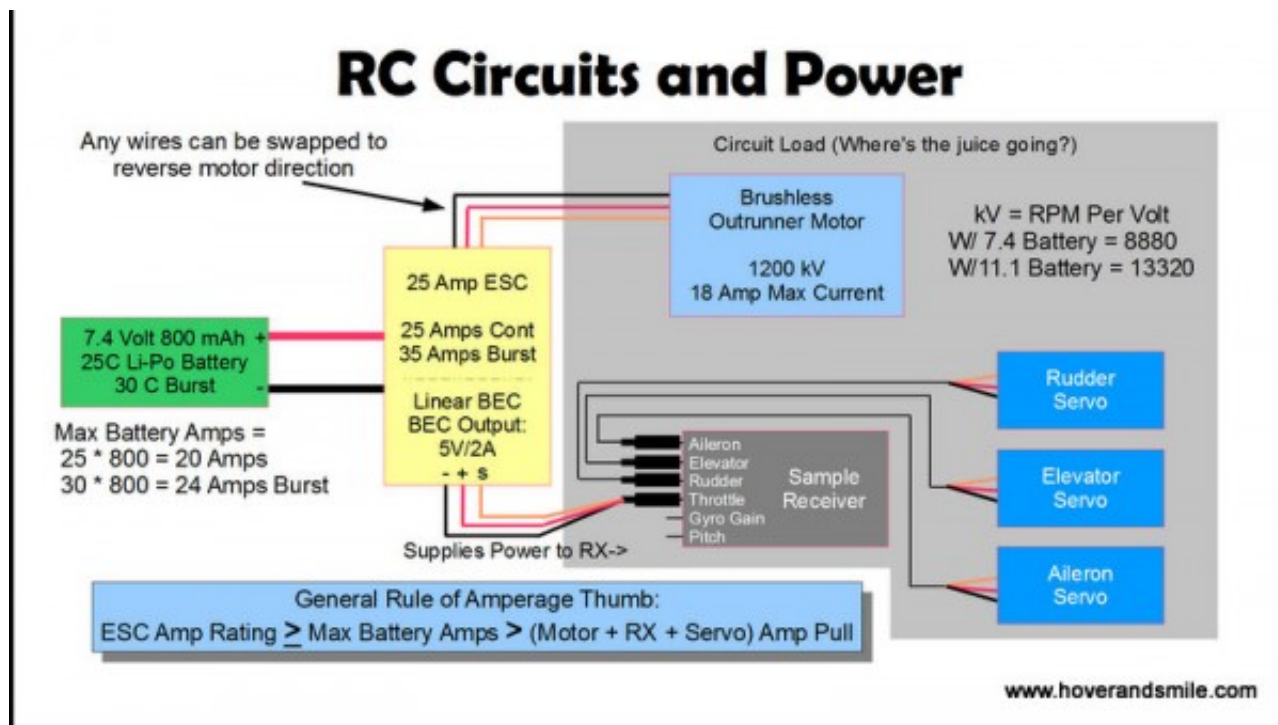 RC Circuits and Power
Any wires can be swapped to
reverse motor direction
Circuit Load (Where's the juice going?)
Brushless
Outrunner Motor
1200 kV
18 Amp Max Current
kV = RPM Per Volt
W/ 7.4 Battery = 8880
W/11.1 Battery = 13320
25 Amp ESC
25 Amps Cont
35 Amps Burst
Linear BEC
BEC Output:
5V/2A
- + s
7.4 Volt 800 mAh +
25C Li-Po Battery
30 C Burst -
Max Battery Amps =
25 * 800 = 20 Amps
30 * 800 = 24 Amps Burst
Supplies Power to RX->
Aileron
Elevator
Rudder
Throttle
Gyro Gain
Pitch
Sample
Receiver
Rudder
Servo
Elevator
Servo
Aileron
Servo
General Rule of Amperage Thumb:
ESC Amp Rating ≥ Max Battery Amps > (Motor + RX + Servo) Amp Pull
www.hoverandsmile.com